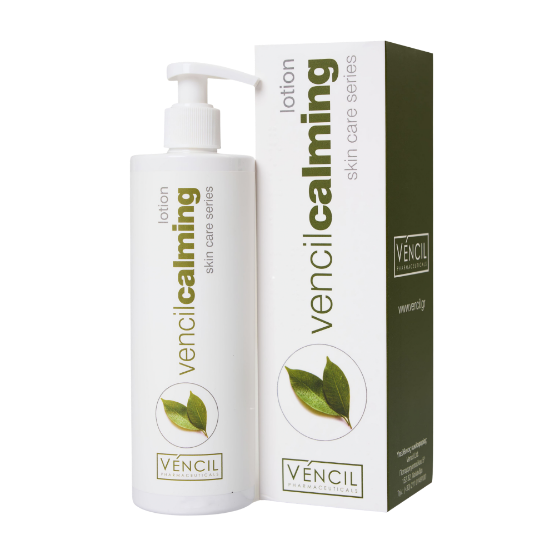 lotion
vencilcalming
skin care series
VÉNCIL
PHARMACEUTICALS
lotion
vencilcalming
skin care series
VÉNCIL
PHARMACEUTICALS
VÉNCIL
PHARMACEUTICALS
www.vencil.gr